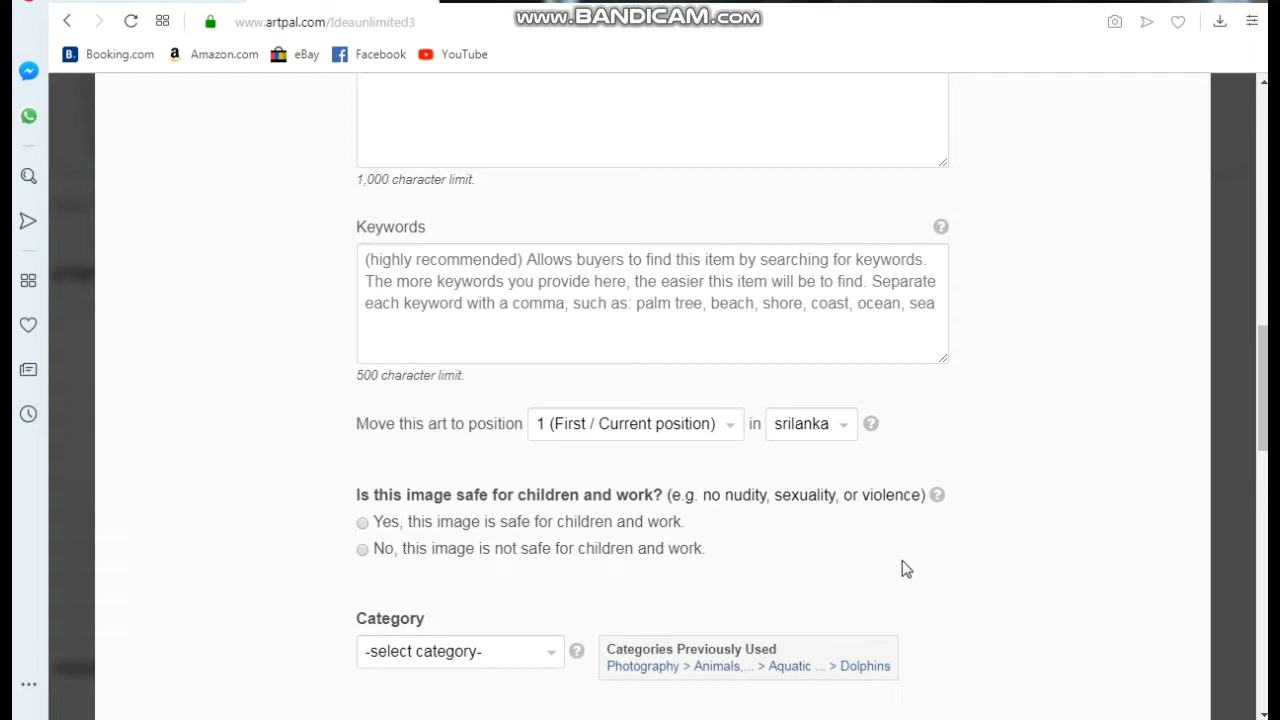 www.BANDICAM.com
www.artpal.com/Ideaunlimited3
Booking.com Amazon.com eBay Facebook YouTube
1,000 character limit.
Keywords
(highly recommended) Allows buyers to find this item by searching for keywords.
The more keywords you provide here, the easier this item will be to find. Separate
each keyword with a comma, such as: palm tree, beach, shore, coast, ocean, sea
500 character limit.
Move this art to position 1 (First / Current position) in srilanka
Is this image safe for children and work? (e.g. no nudity, sexuality, or violence)
Yes, this image is safe for children and work.
No, this image is not safe for children and work.
Category
-select category-
Categories Previously Used
Photography > Animals,... > Aquatic ... > Dolphins